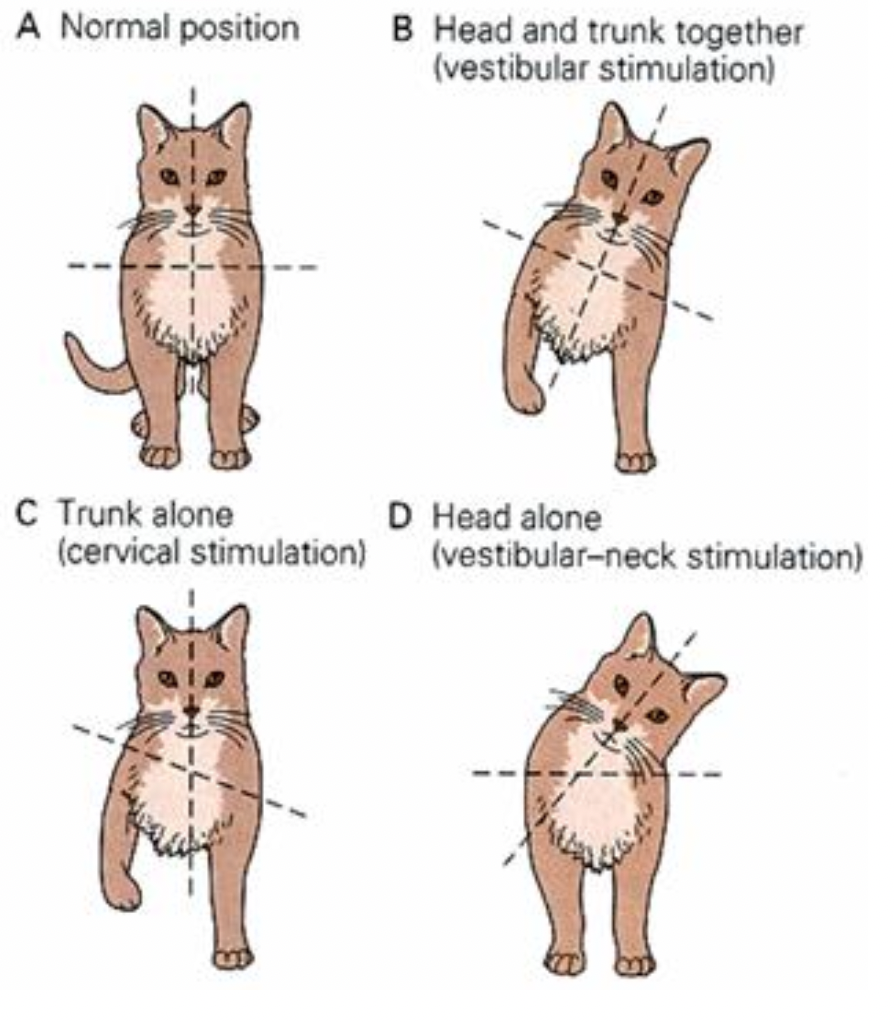 A Normal position
B Head and trunk together
(vestibular stimulation)
C Trunk alone
(cervical stimulation)
D Head alone
(vestibular–neck stimulation)